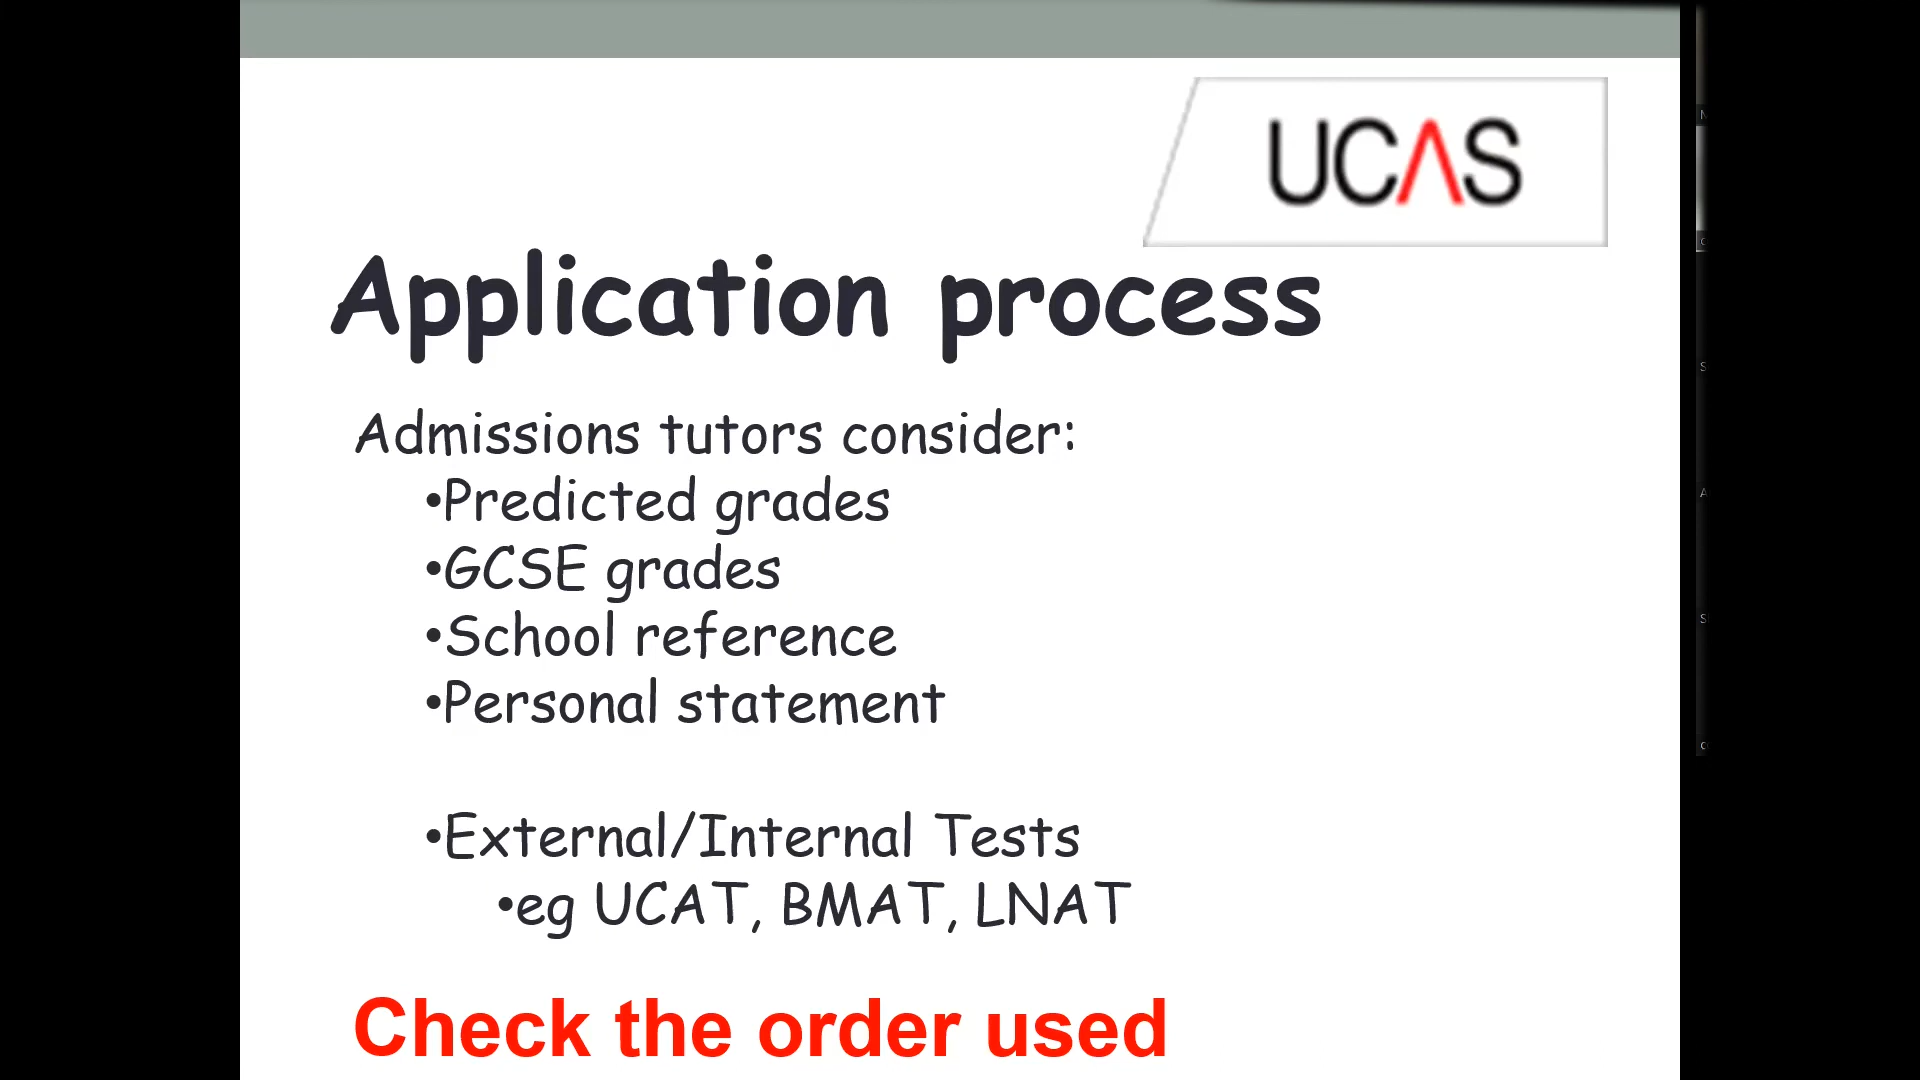 UCAS
Application process
Admissions tutors consider:
•Predicted grades
•GCSE grades
•School reference
•Personal statement
•External/Internal Tests
•eg UCAT, BMAT, LNAT
Check the order used